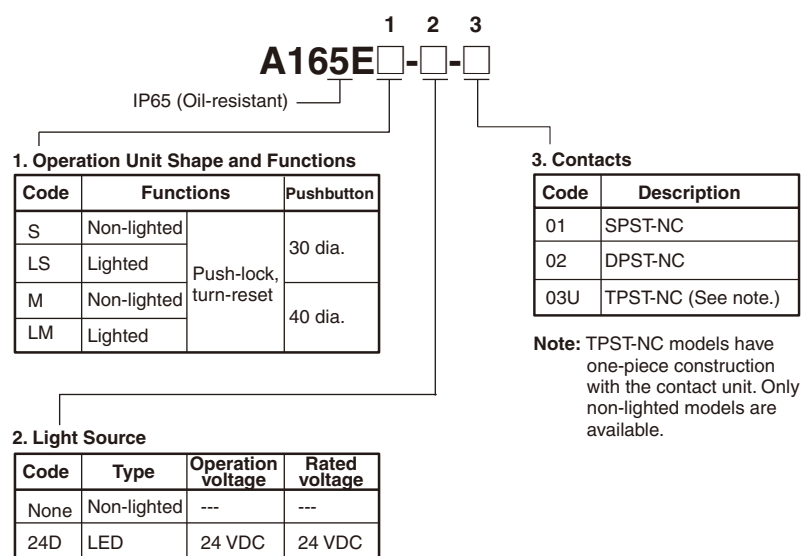 1 2 3
A165E□-□-□
IP65 (Oil-resistant)
1. Operation Unit Shape and Functions
Code Functions Pushbutton
S Non-lighted Push-lock, turn-reset 30 dia.
LS Lighted
M Non-lighted 40 dia.
LM Lighted
3. Contacts
Code Description
01 SPST-NC
02 DPST-NC
03U TPST-NC (See note.)
Note: TPST-NC models have
one-piece construction
with the contact unit. Only
non-lighted models are
available.
2. Light Source
Code Type Operation voltage Rated voltage
None Non-lighted --- ---
24D LED 24 VDC 24 VDC